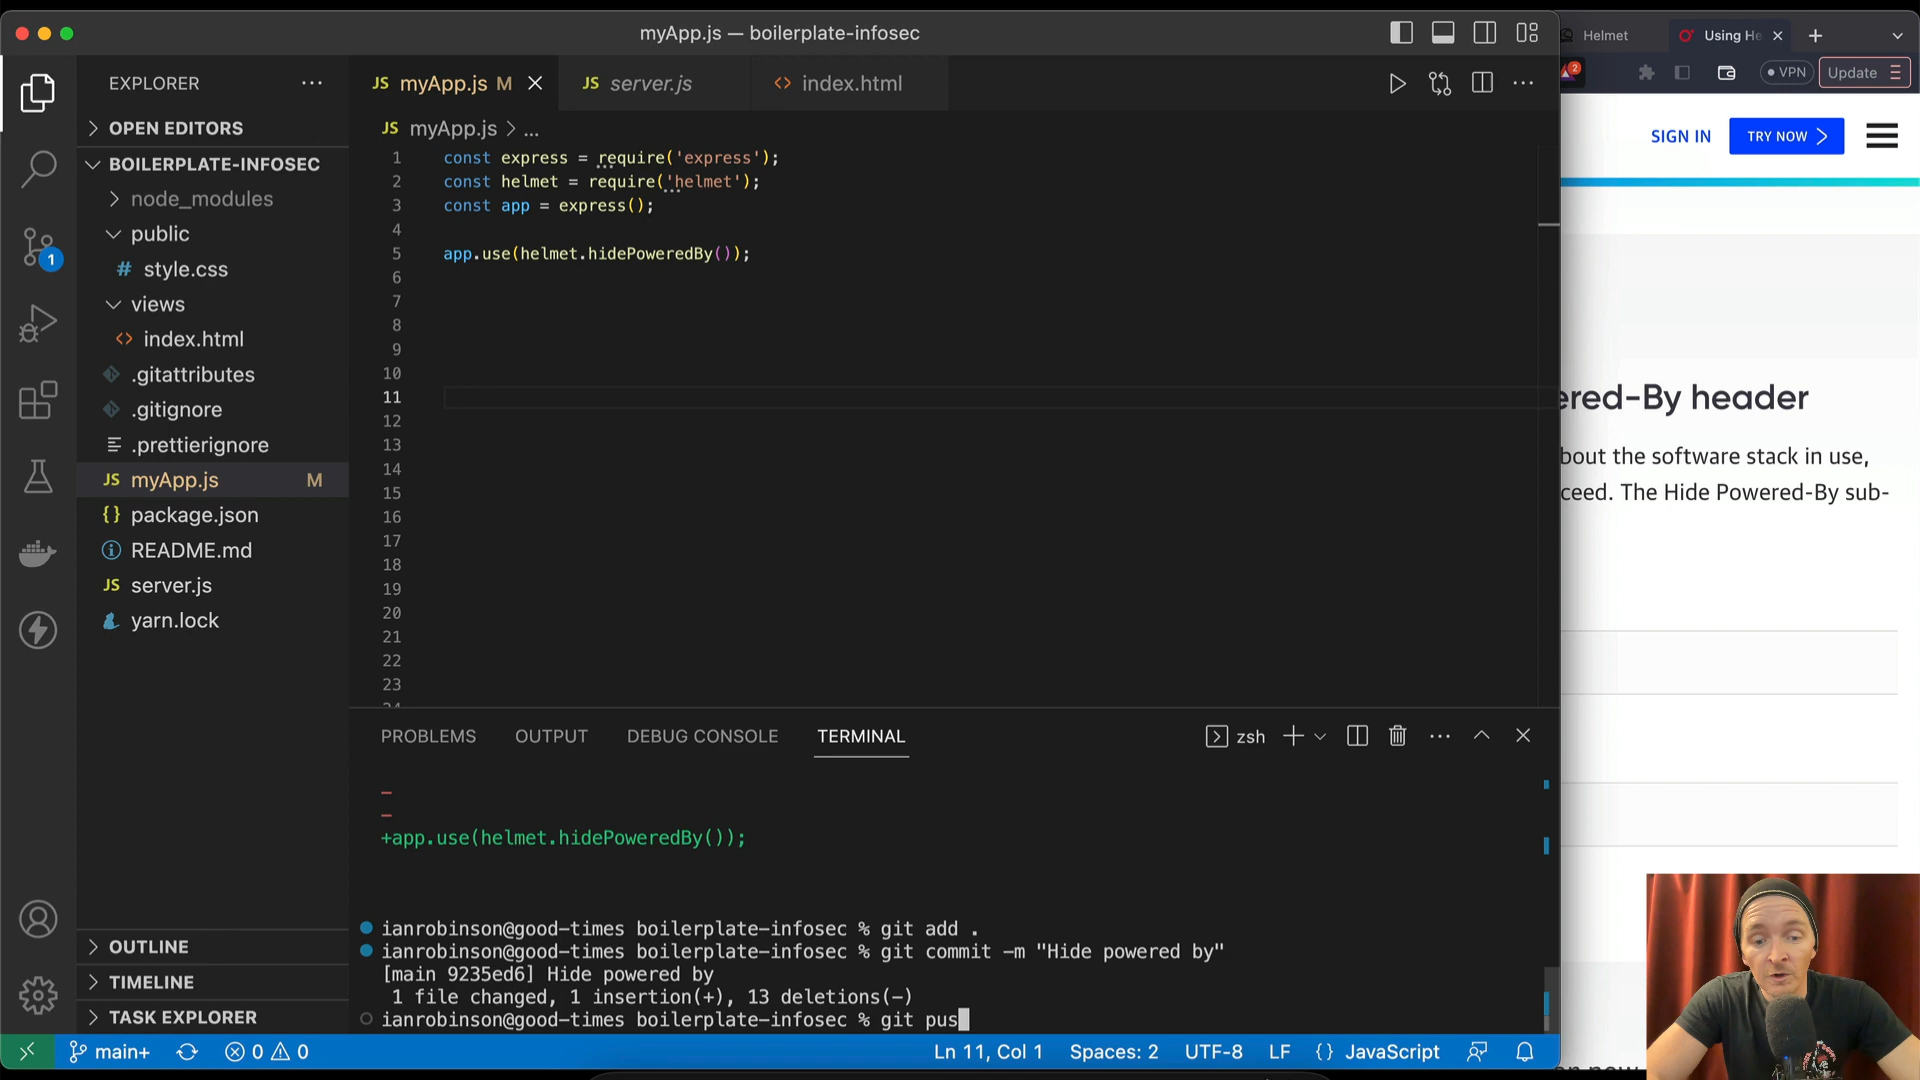 myApp.js — boilerplate-infosec
Helmet
Using He
2
VPN
Update
EXPLORER
JS myApp.js M
JS server.js
index.html
OPEN EDITORS
JS myApp.js > ...
BOILERPLATE-INFOSEC
node_modules
public
# style.css
views
<> index.html
.gitattributes
.gitignore
.prettierignore
JS myApp.js M
{} package.json
README.md
JS server.js
yarn.lock
1
1 const express = require('express');
2 const helmet = require('helmet');
3 const app = express();
4
5 app.use(helmet.hidePoweredBy());
6
7
8
9
10
11
12
13
14
15
16
17
18
19
20
21
22
23
SIGN IN
TRY NOW
ered-By header
bout the software stack in use,
ceed. The Hide Powered-By sub-
PROBLEMS OUTPUT DEBUG CONSOLE TERMINAL
zsh
-
-
+app.use(helmet.hidePoweredBy());
ianrobinson@good-times boilerplate-infosec % git add .
ianrobinson@good-times boilerplate-infosec % git commit -m "Hide powered by"
[main 9235ed6] Hide powered by
1 file changed, 1 insertion(+), 13 deletions(-)
ianrobinson@good-times boilerplate-infosec % git pus
OUTLINE
TIMELINE
TASK EXPLORER
main+
0 0
Ln 11, Col 1
Spaces: 2
UTF-8
LF
{} JavaScript